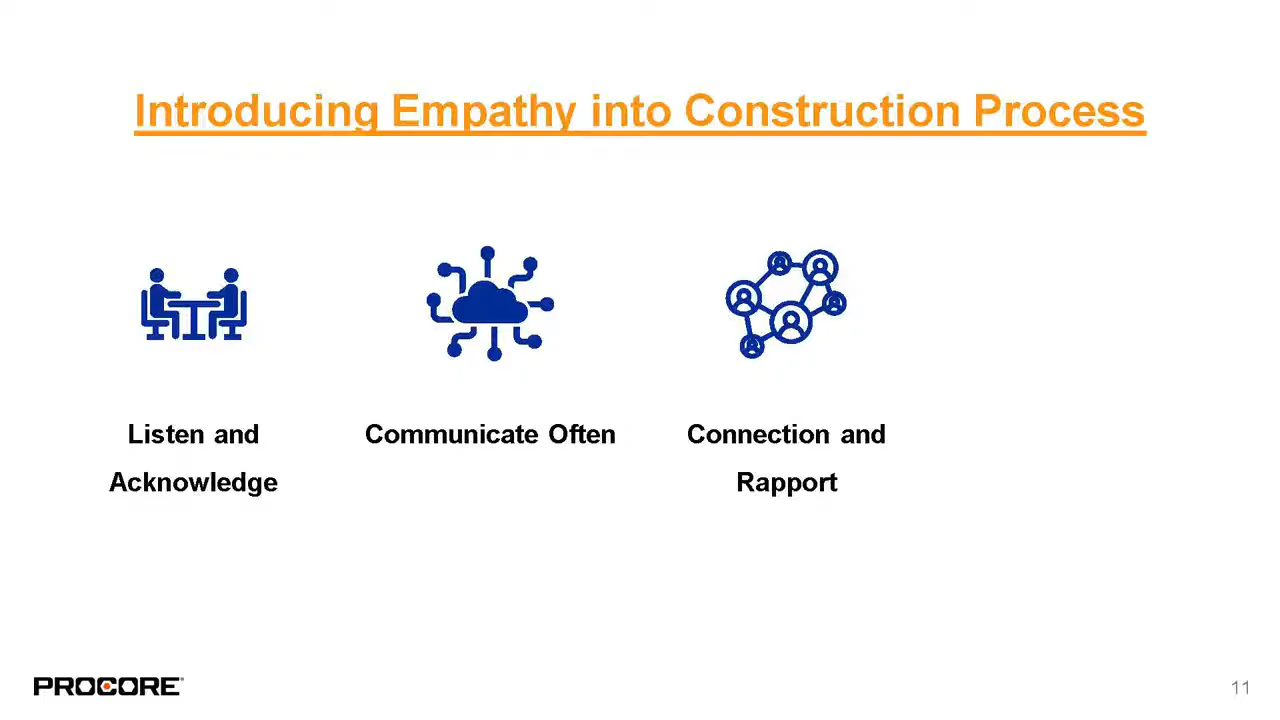 Introducing Empathy into Construction Process
Listen and
Acknowledge
Communicate Often
Connection and
Rapport
PROCORE
11